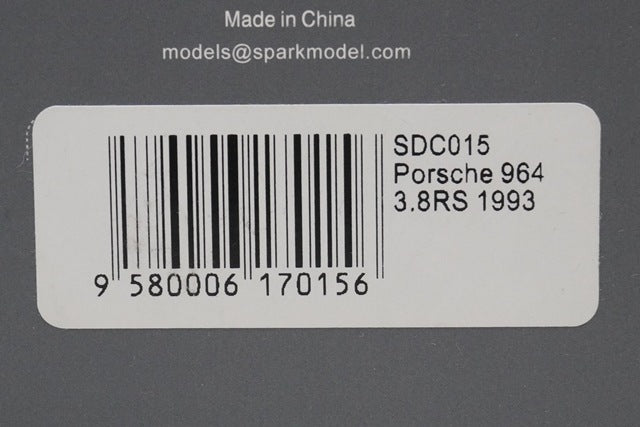 Made in China
models@sparkmodel.com
SDC015
Porsche 964
3.8RS 1993
9 580006 170156